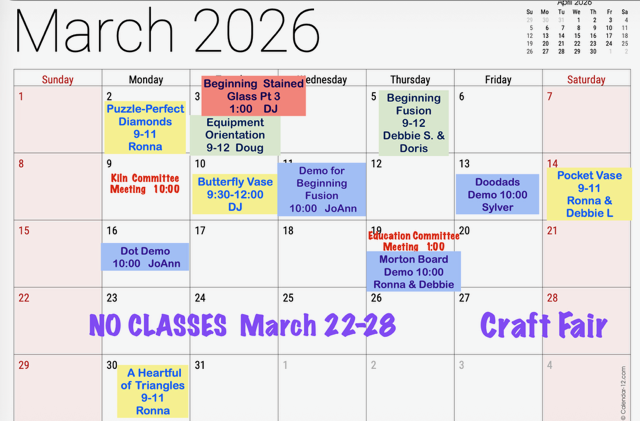 March 2026
April 2026
Su Mo Tu We Th Fr Sa
29 30 31 1 2 3 4
5 6 7 8 9 10 11
12 13 14 15 16 17 18
19 20 21 22 23 24 25
26 27 28 29 30 1 2
Sunday Monday Thursday Friday Saturday
1
2
Puzzle-Perfect
Diamonds
9-11
Ronna
3
Beginning Stained
Glass Pt 3
1:00 DJ
Equipment
Orientation
9-12 Doug
5
Beginning
Fusion
9-12
Debbie S. &
Doris
6
7
8
9
Kiln Committee
Meeting 10:00
10
Butterfly Vase
9:30-12:00
DJ
11
Demo for
Beginning
Fusion
10:00 JoAnn
12
13
Doodads
Demo 10:00
Sylver
14
Pocket Vase
9-11
Ronna &
Debbie L
15
16
Dot Demo
10:00 JoAnn
17
18
19
Education Committee
Meeting 1:00
Morton Board
Demo 10:00
Ronna & Debbie
20
21
22
23
24
25
26
27
28
NO CLASSES March 22-28
Craft Fair
29
30
A Heartful
of Triangles
9-11
Ronna
31
1
2
3
4
© Calendar-12.com